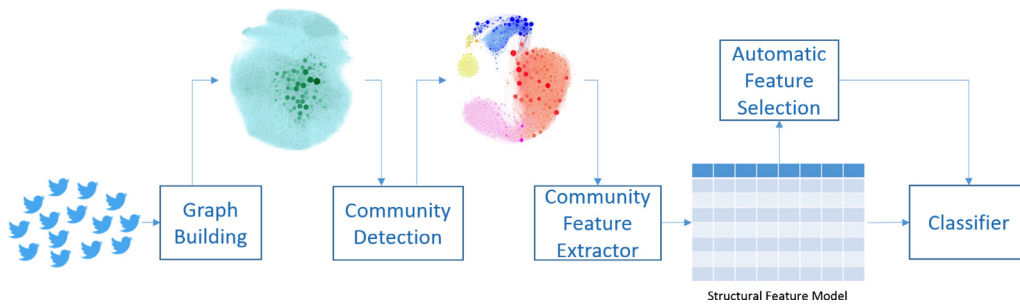 Graph
Building
Community
Detection
Community
Feature
Extractor
Automatic
Feature
Selection
Structural Feature Model
Classifier